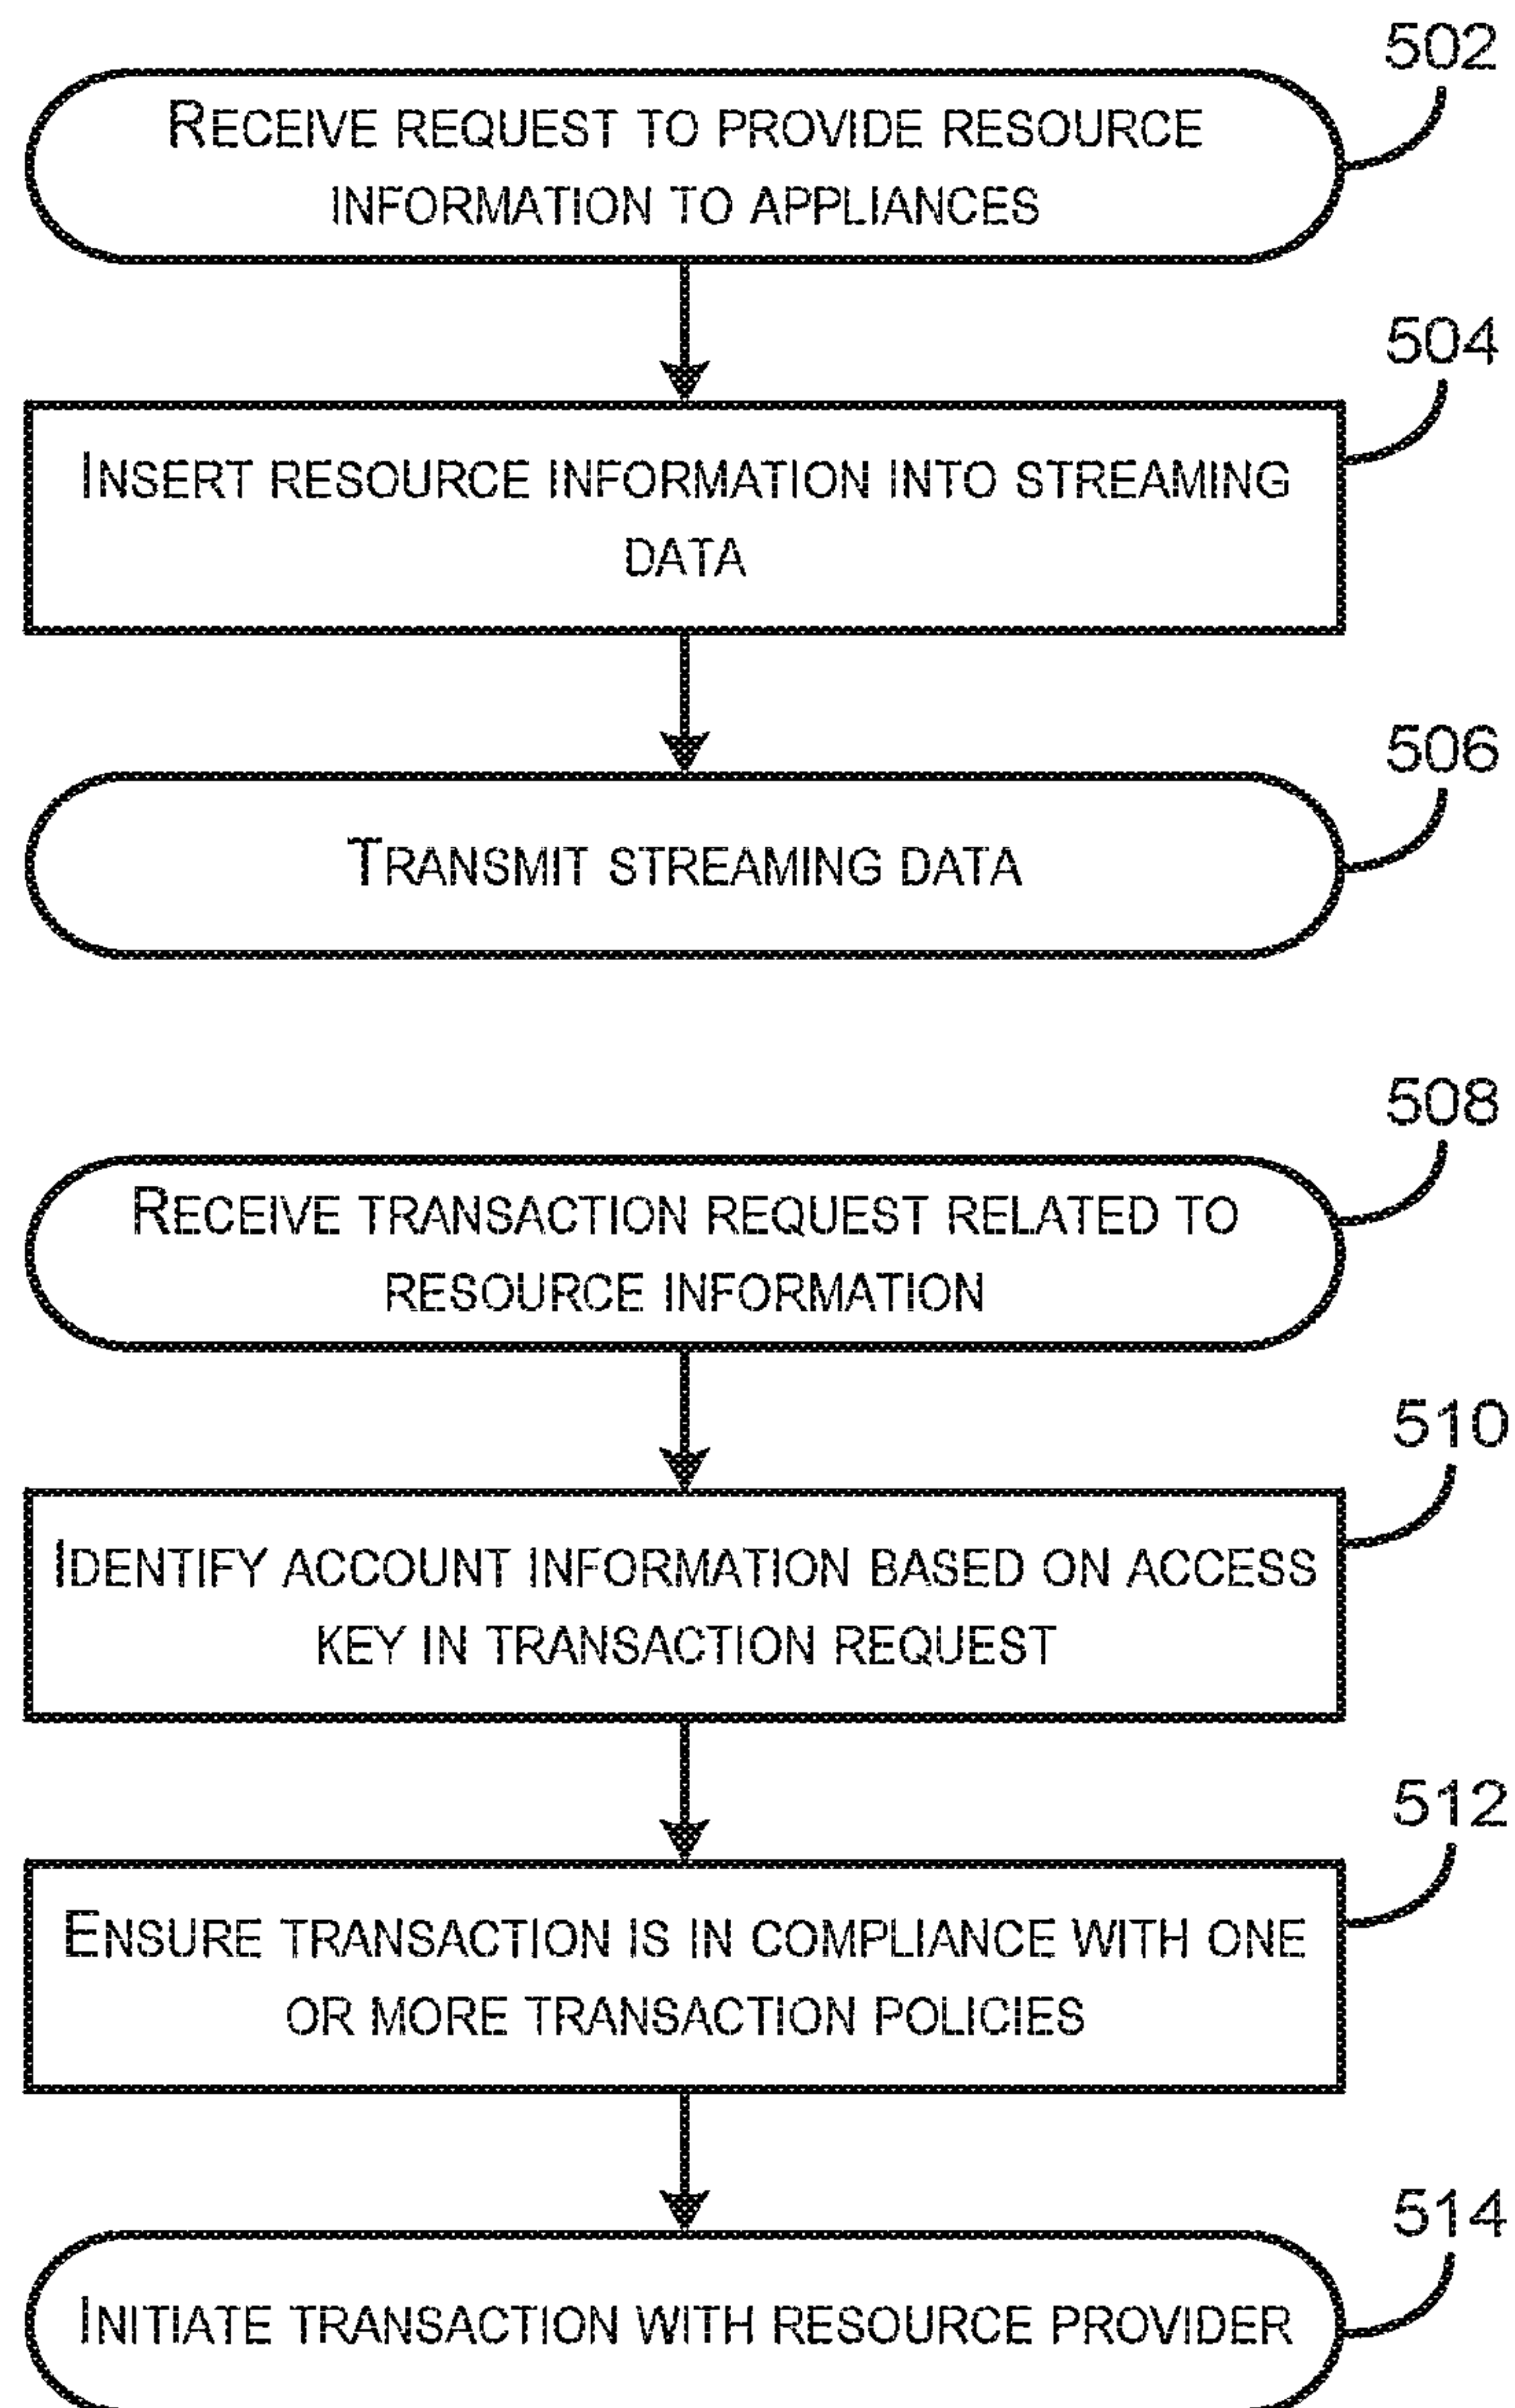 502
RECEIVE REQUEST TO PROVIDE RESOURCE
INFORMATION TO APPLIANCES
504
INSERT RESOURCE INFORMATION INTO STREAMING
DATA
506
TRANSMIT STREAMING DATA
508
RECEIVE TRANSACTION REQUEST RELATED TO
RESOURCE INFORMATION
510
IDENTIFY ACCOUNT INFORMATION BASED ON ACCESS
KEY IN TRANSACTION REQUEST
512
ENSURE TRANSACTION IS IN COMPLIANCE WITH ONE
OR MORE TRANSACTION POLICIES
514
INITIATE TRANSACTION WITH RESOURCE PROVIDER